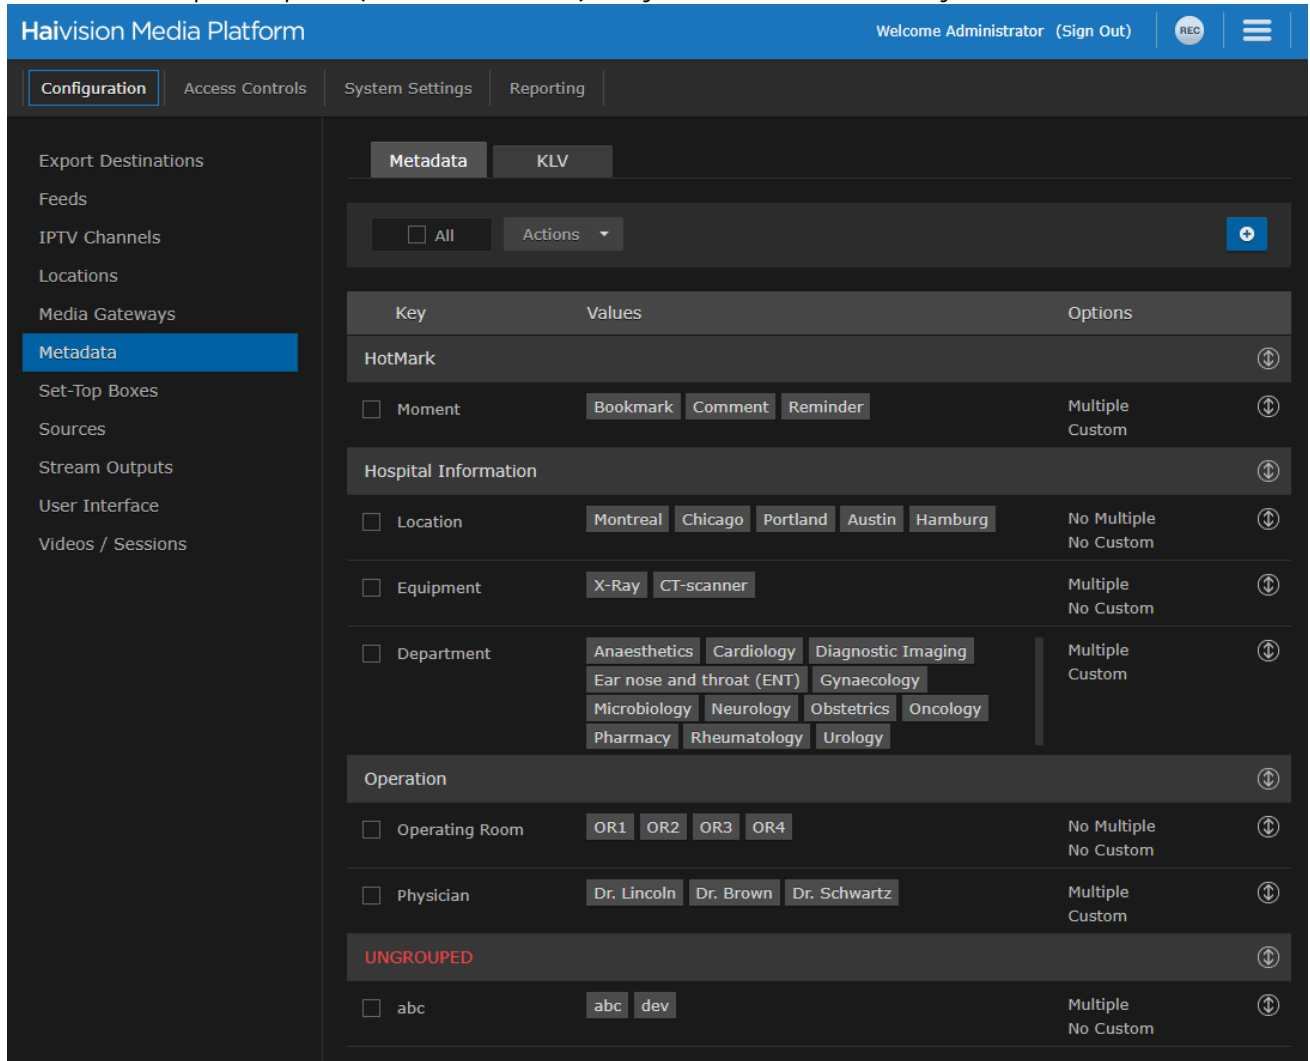 Haivision Media Platform Welcome Administrator (Sign Out) REC
Configuration Access Controls System Settings Reporting
Export Destinations
Feeds
IPTV Channels
Locations
Media Gateways
Metadata
Set-Top Boxes
Sources
Stream Outputs
User Interface
Videos / Sessions
Metadata KLV
All Actions
Key Values Options
HotMark
Moment Bookmark Comment Reminder Multiple
Custom
Hospital Information
Location Montreal Chicago Portland Austin Hamburg No Multiple
No Custom
Equipment X-Ray CT-scanner Multiple
No Custom
Department Anaesthetics Cardiology Diagnostic Imaging Multiple
Ear nose and throat (ENT) Gynaecology Custom
Microbiology Neurology Obstetrics Oncology
Pharmacy Rheumatology Urology
Operation
Operating Room OR1 OR2 OR3 OR4 No Multiple
No Custom
Physician Dr. Lincoln Dr. Brown Dr. Schwartz Multiple
Custom
UNGROUPED
abc abc dev Multiple
No Custom